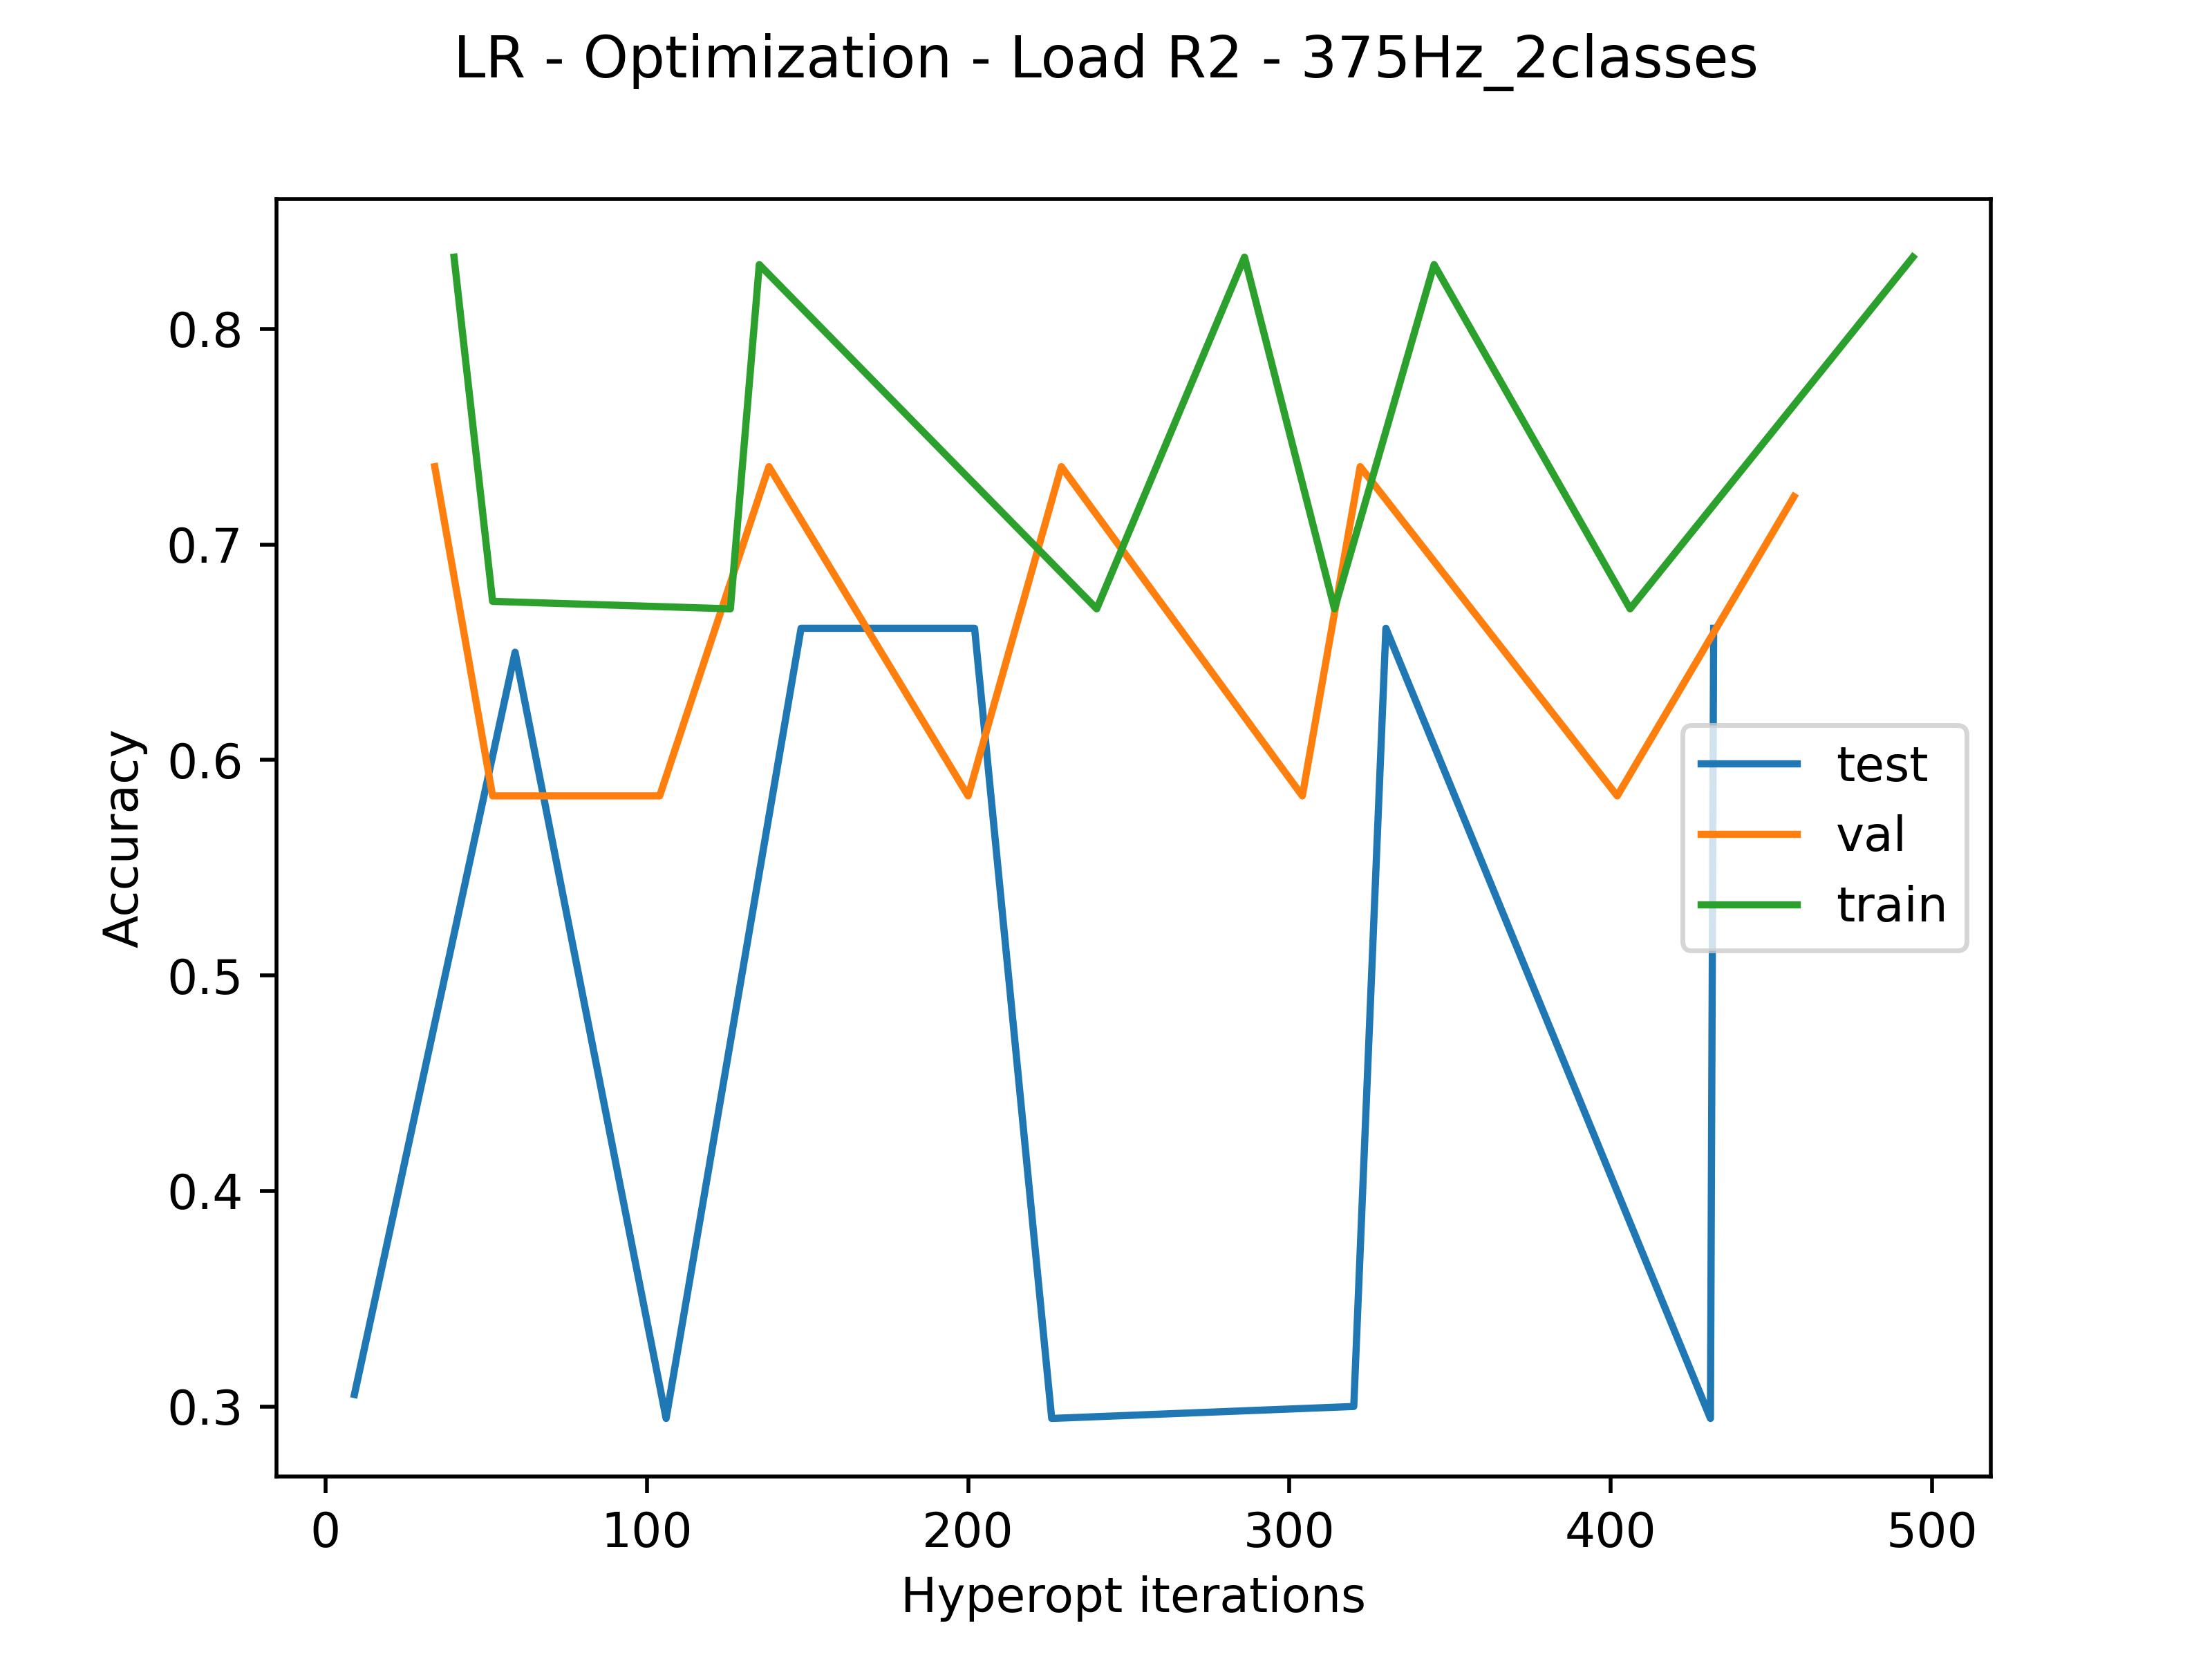 LR - Optimization - Load R2 - 375Hz_2classes
0.8
0.7
0.6
0.5
0.4
0.3
Accuracy
test
val
train
0 100 200 300 400 500
Hyperopt iterations